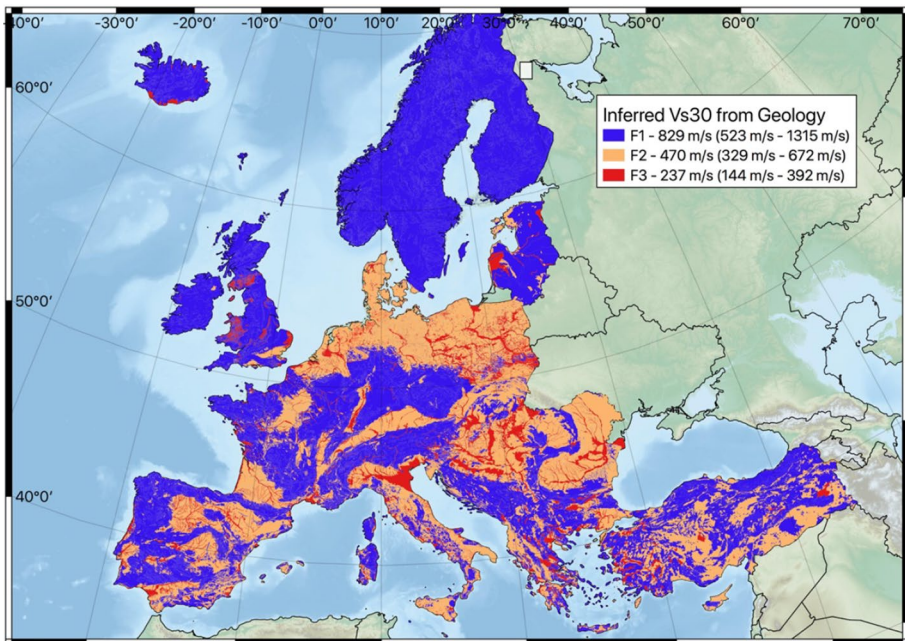 -30°0′ -20°0′ -10°0′ 0°0′ 10°0′ 20°0′ 30°0′ 40°0′ 50°0′ 60°0′ 70°0′
60°0′
Inferred Vs30 from Geology
F1 - 829 m/s (523 m/s - 1315 m/s)
F2 - 470 m/s (329 m/s - 672 m/s)
F3 - 237 m/s (144 m/s - 392 m/s)
50°0′
40°0′